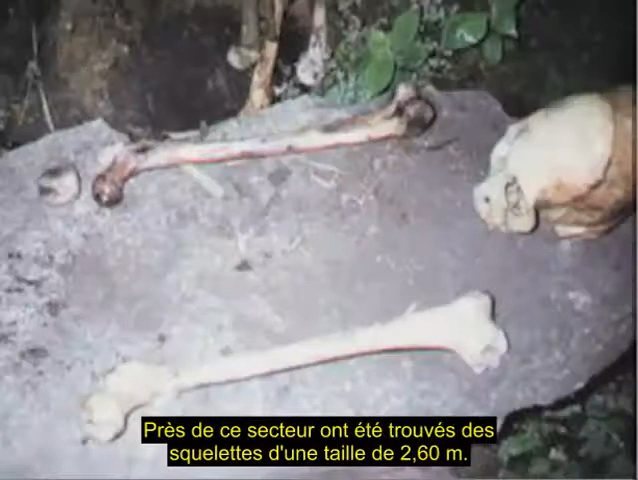 Près de ce secteur ont été trouvés des
squelettes d'une taille de 2,60 m.